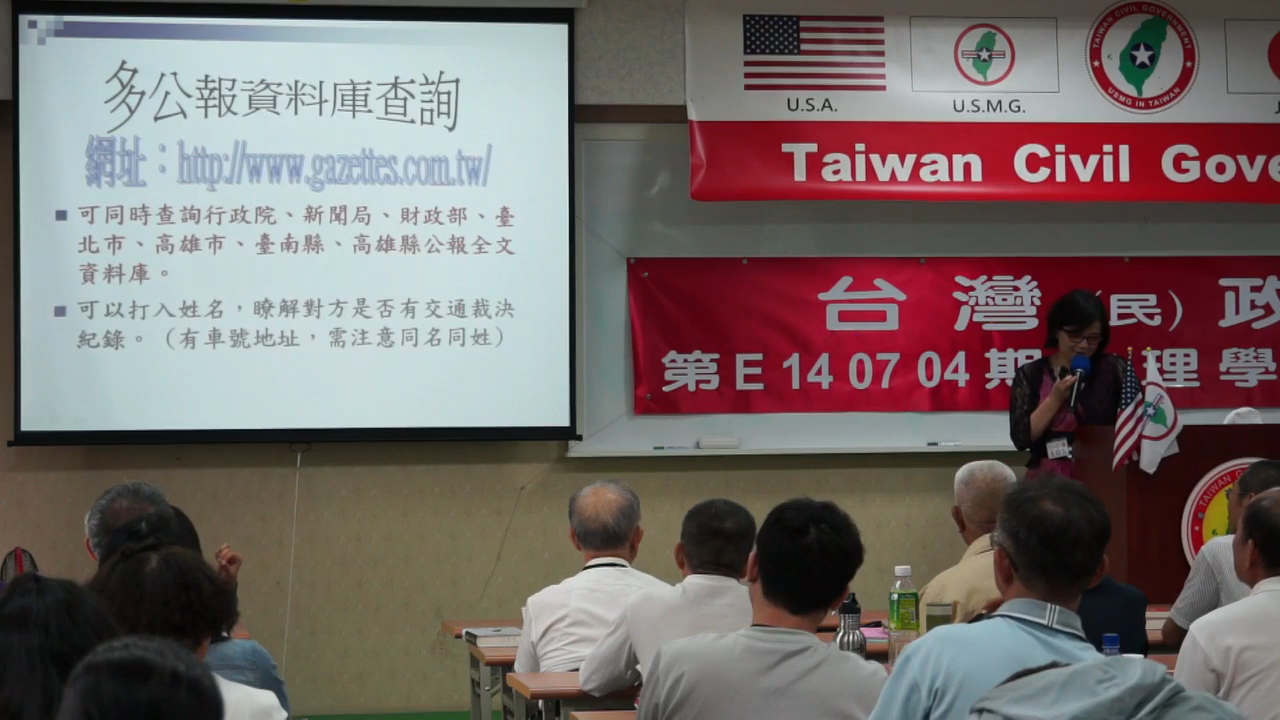 多公報資料庫查詢
網址：http://www.gazettes.com.tw/
■ 可同時查詢行政院、新聞局、財政部、臺
北市、高雄市、臺南縣、高雄縣公報全文
資料庫。
■ 可以打入姓名，瞭解對方是否有交通裁決
紀錄。（有車號地址，需注意同名同姓）
U.S.A.
U.S.M.G.
TAIWAN CIVIL GOVERNMENT
USMG IN TAIWAN
J
Taiwan Civil Gove
台灣（民）政
第E 14 07 04 期 理學
TAIWAN